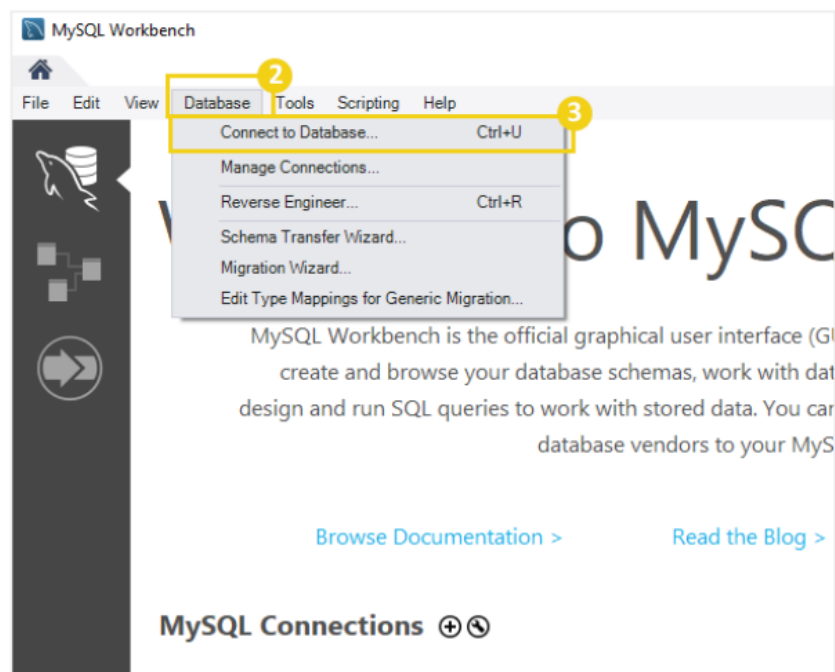 MySQL Workbench
2
File Edit View Database Tools Scripting Help
3
Connect to Database... Ctrl+U
Manage Connections...
Reverse Engineer... Ctrl+R
Schema Transfer Wizard...
Migration Wizard...
Edit Type Mappings for Generic Migration...
o MySC
MySQL Workbench is the official graphical user interface (GU
create and browse your database schemas, work with dat
design and run SQL queries to work with stored data. You can
database vendors to your MyS
Browse Documentation > Read the Blog >
MySQL Connections